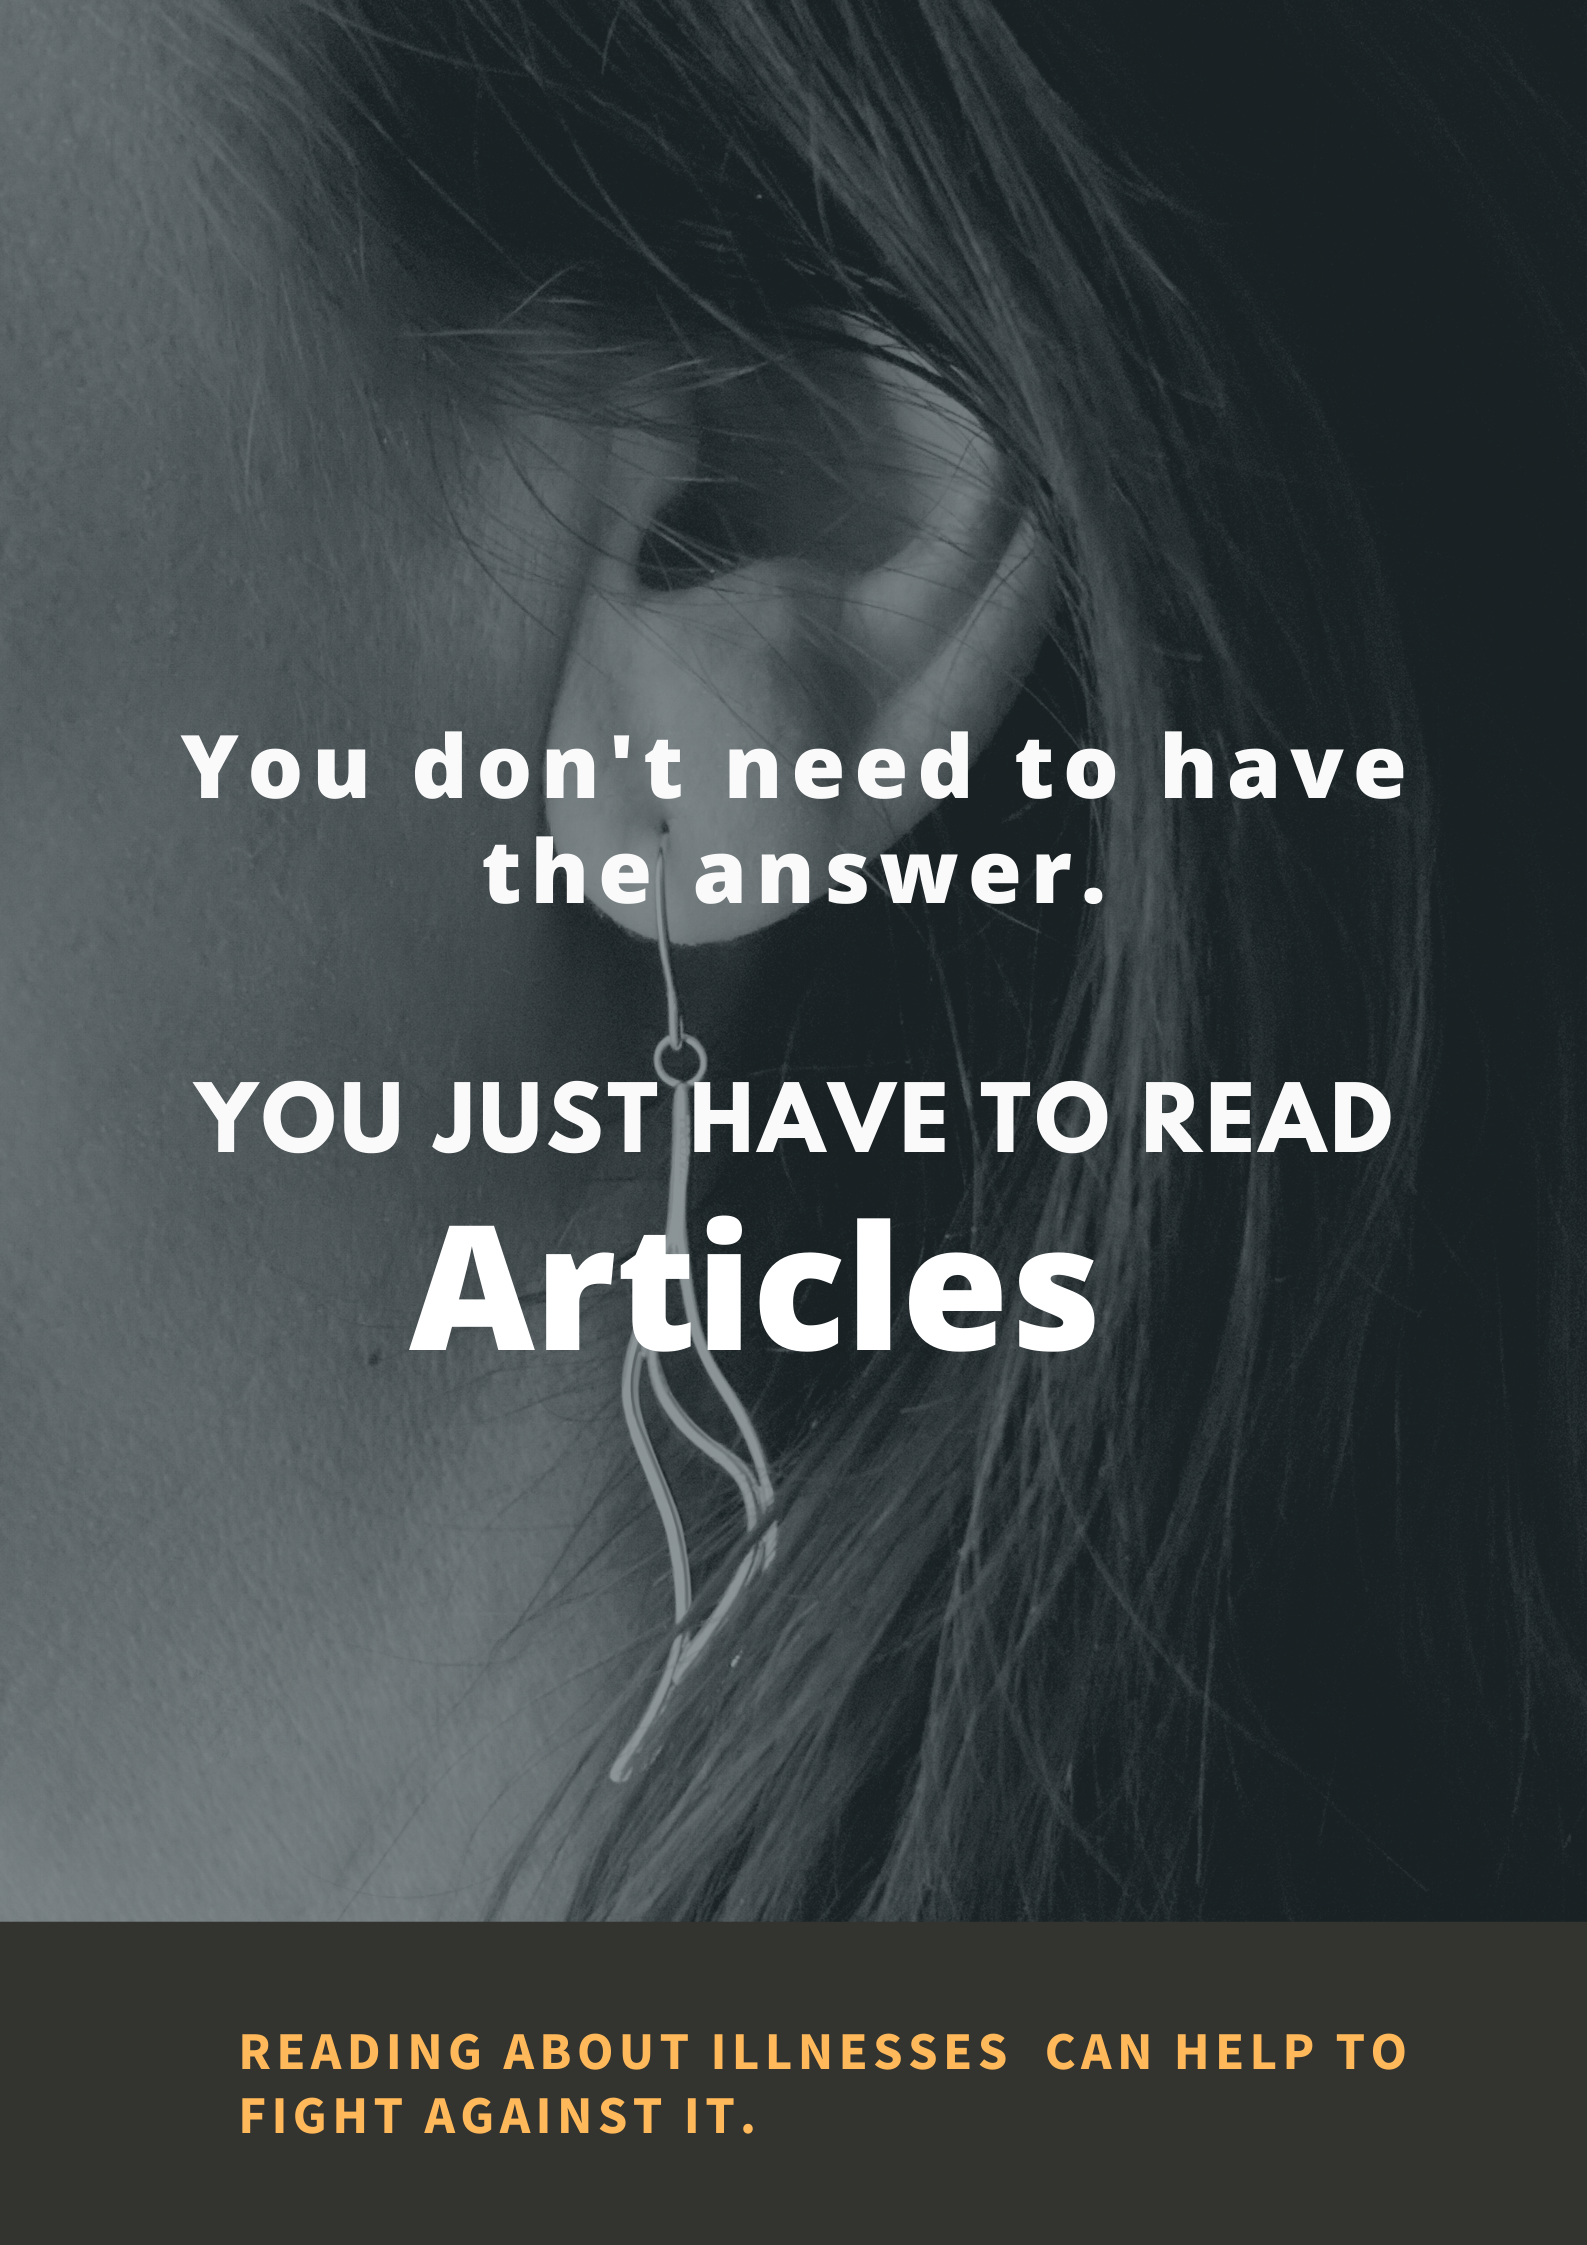 You don't need to have
the answer.
YOU JUST HAVE TO READ
Articles
READING ABOUT ILLNESSES  CAN HELP TO
FIGHT AGAINST IT.